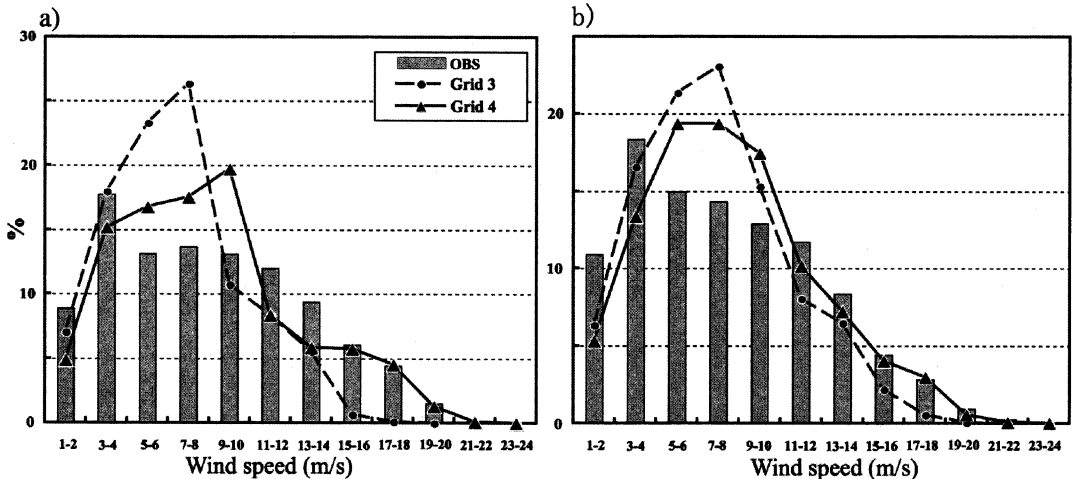 a)
30
20
10
0
%
OBS
Grid 3
Grid 4
1-2 3-4 5-6 7-8 9-10 11-12 13-14 15-16 17-18 19-20 21-22 23-24
Wind speed (m/s)
b)
20
10
0
1-2 3-4 5-6 7-8 9-10 11-12 13-14 15-16 17-18 19-20 21-22 23-24
Wind speed (m/s)